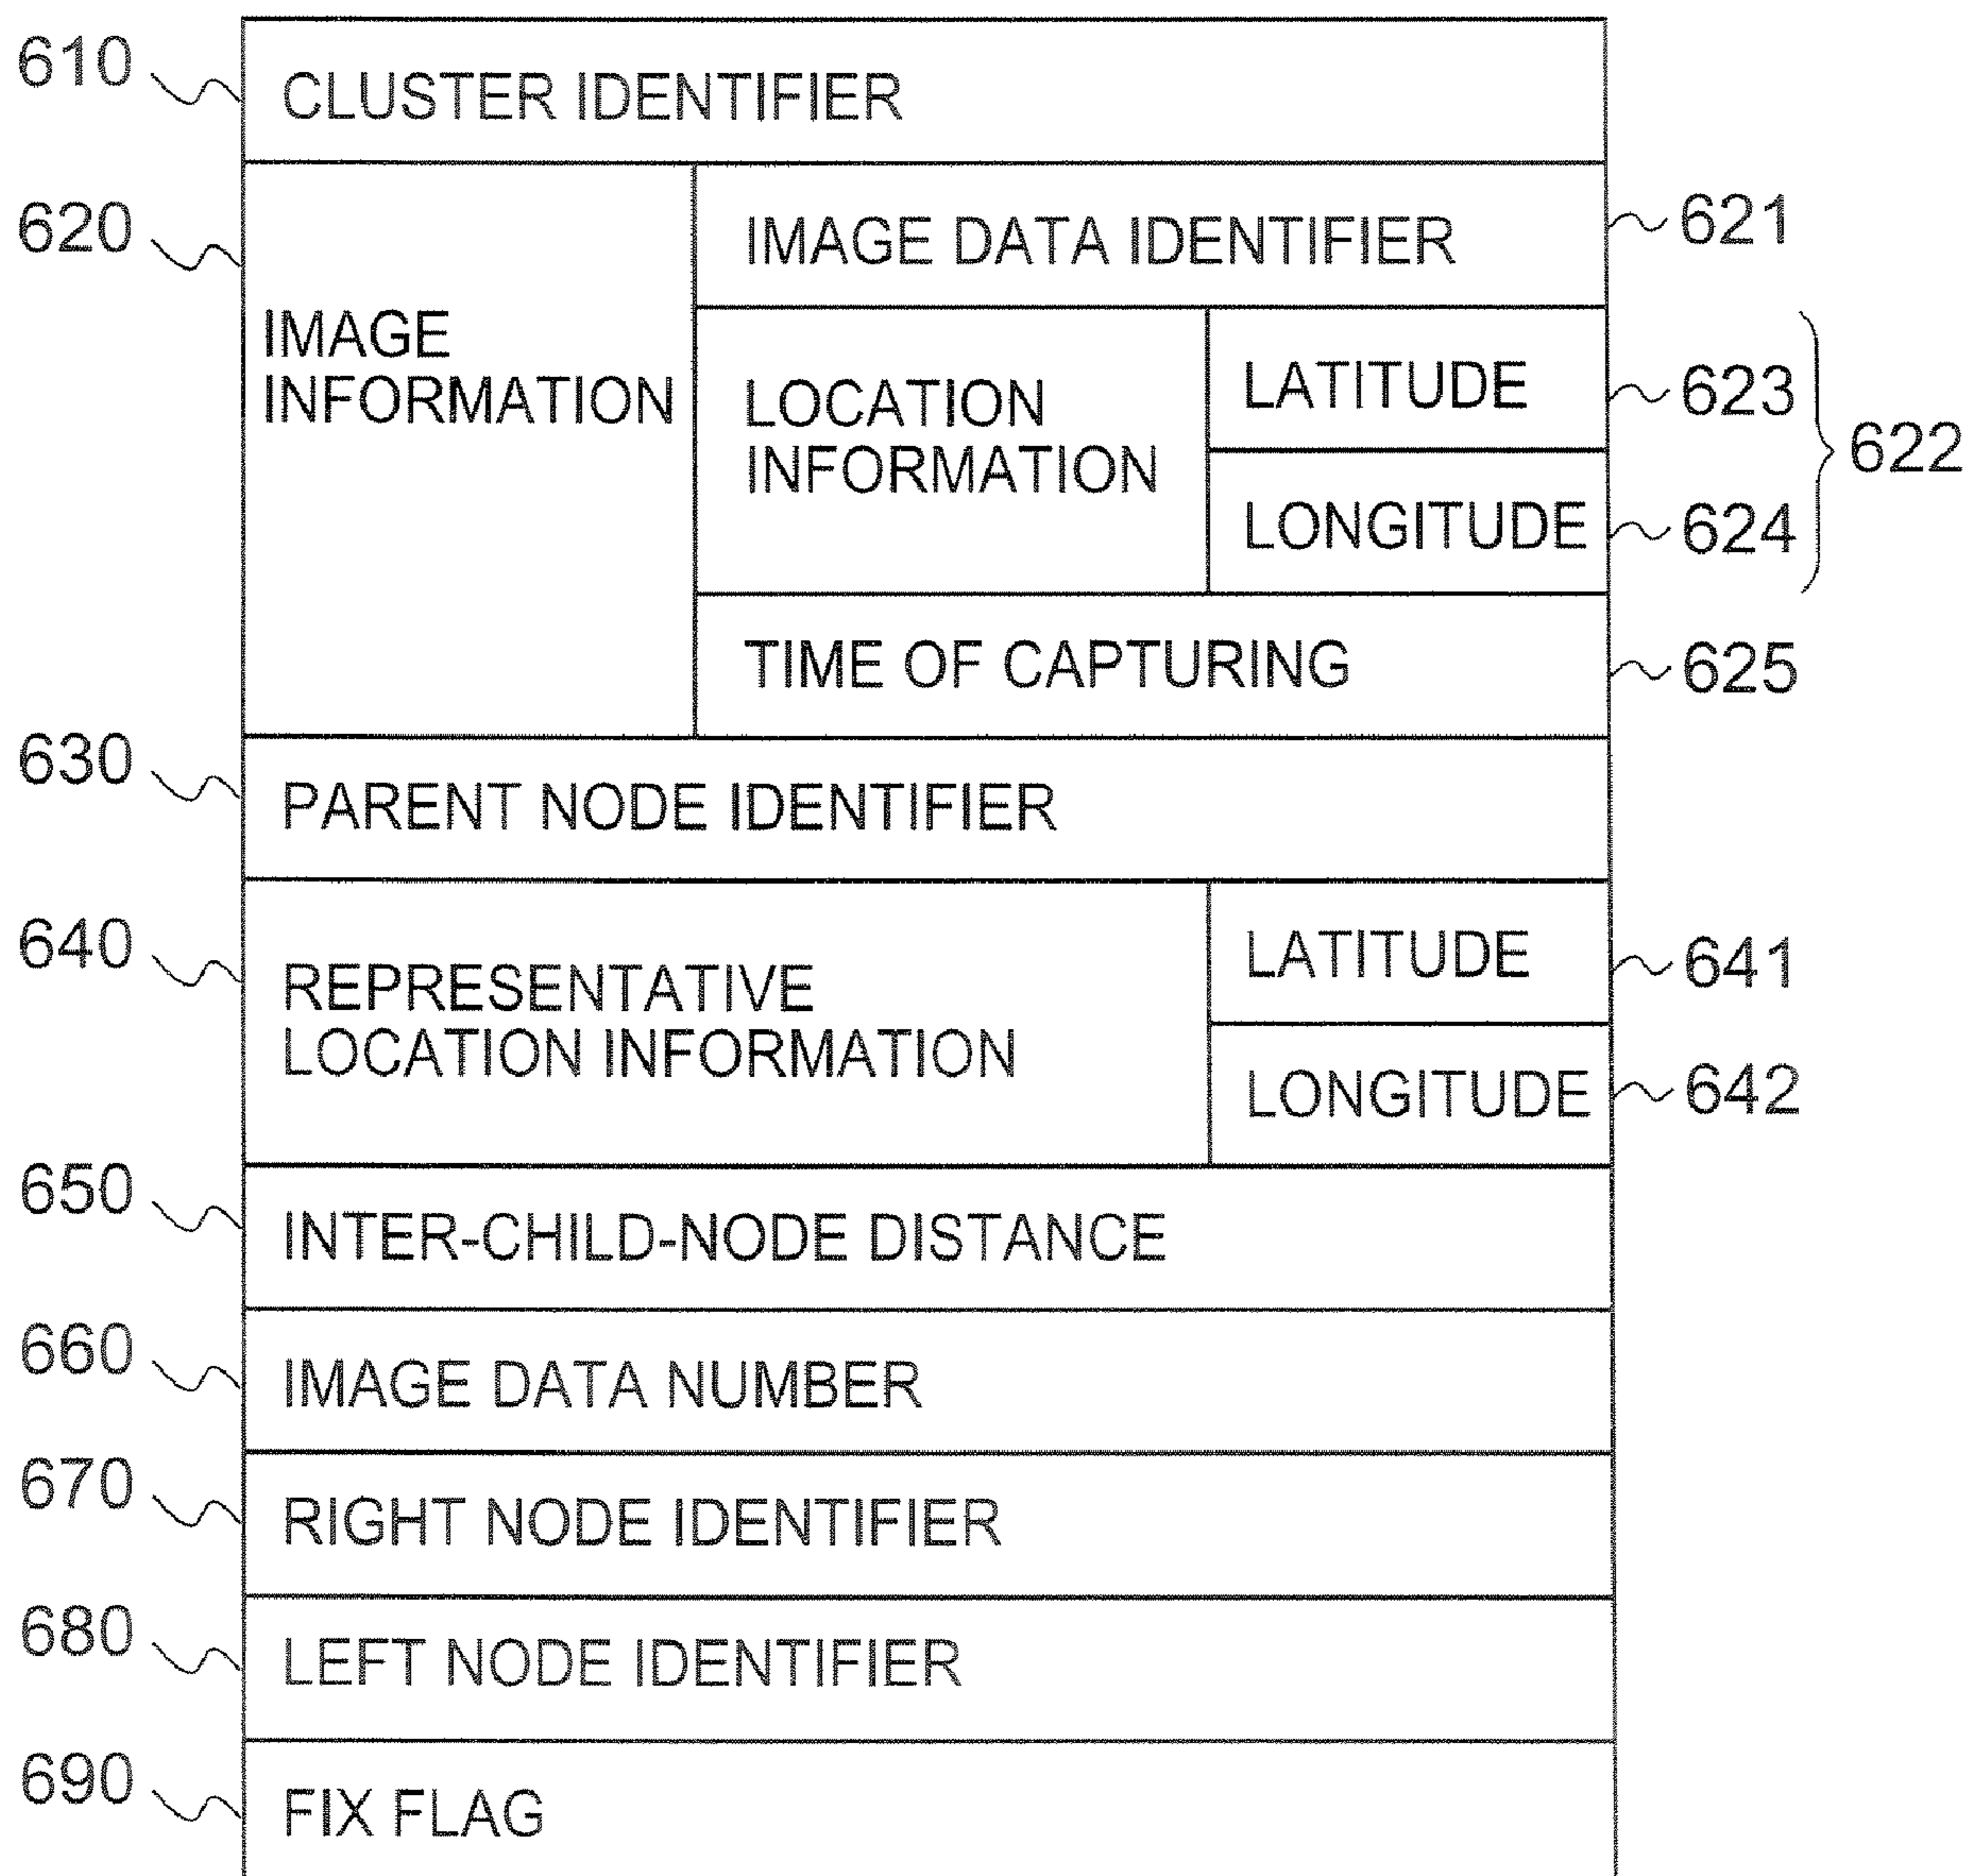 610
CLUSTER IDENTIFIER
620
IMAGE
INFORMATION
IMAGE DATA IDENTIFIER
621
LOCATION
INFORMATION
LATITUDE
623
LONGITUDE
624
622
TIME OF CAPTURING
625
630
PARENT NODE IDENTIFIER
640
REPRESENTATIVE
LOCATION INFORMATION
LATITUDE
641
LONGITUDE
642
650
INTER-CHILD-NODE DISTANCE
660
IMAGE DATA NUMBER
670
RIGHT NODE IDENTIFIER
680
LEFT NODE IDENTIFIER
690
FIX FLAG